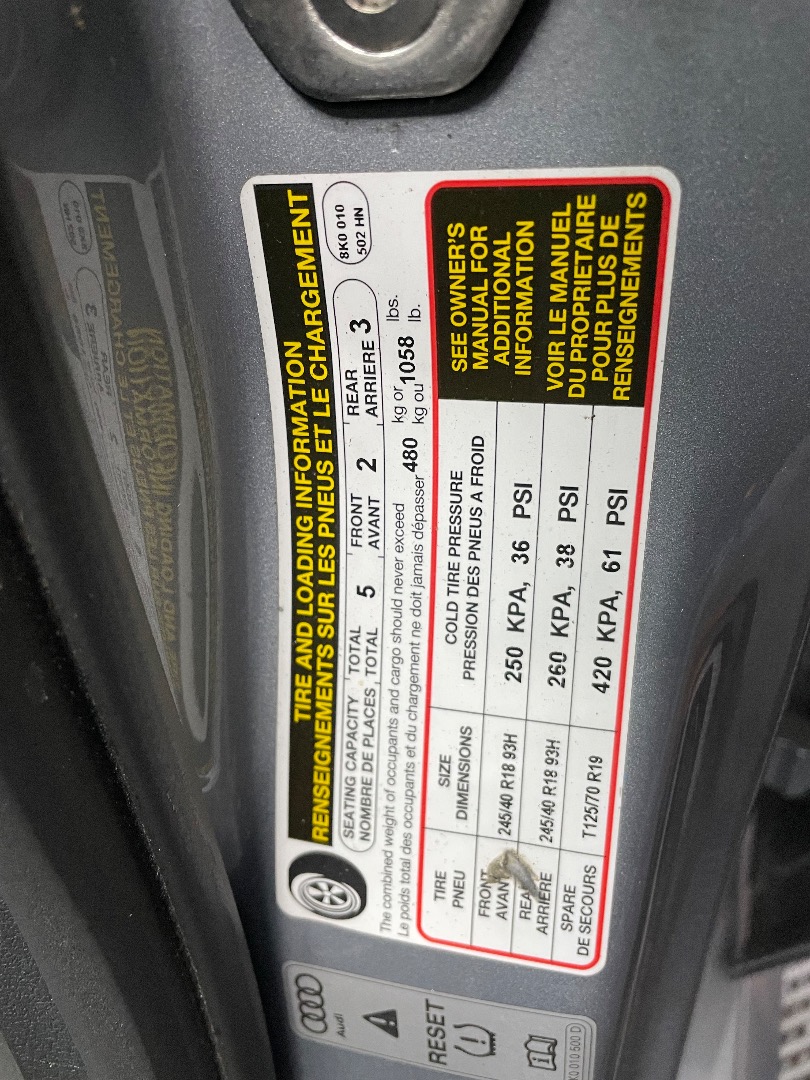 TIRE AND LOADING INFORMATION
RENSEIGNEMENTS SUR LES PNEUS ET LE CHARGEMENT
SEATING CAPACITY TOTAL 5 FRONT 2 REAR 3
NOMBRE DE PLACES TOTAL AVANT ARRIERE
8K0 010
502 HN
The combined weight of occupants and cargo should never exceed 480 kg or 1058 lbs.
Le poids total des occupants et du chargement ne doit jamais dépasser kg ou lb.
TIRE SIZE COLD TIRE PRESSURE
PNEU DIMENSIONS PRESSION DES PNEUS A FROID
FRONT
AVANT 245/40 R18 93H 250 KPA, 36 PSI
REAR
ARRIERE 245/40 R18 93H 260 KPA, 38 PSI
SPARE
DE SECOURS T125/70 R19 420 KPA, 61 PSI
SEE OWNER'S
MANUAL FOR
ADDITIONAL
INFORMATION
VOIR LE MANUEL
DU PROPRIETAIRE
POUR PLUS DE
RENSEIGNEMENTS
Audi
RESET